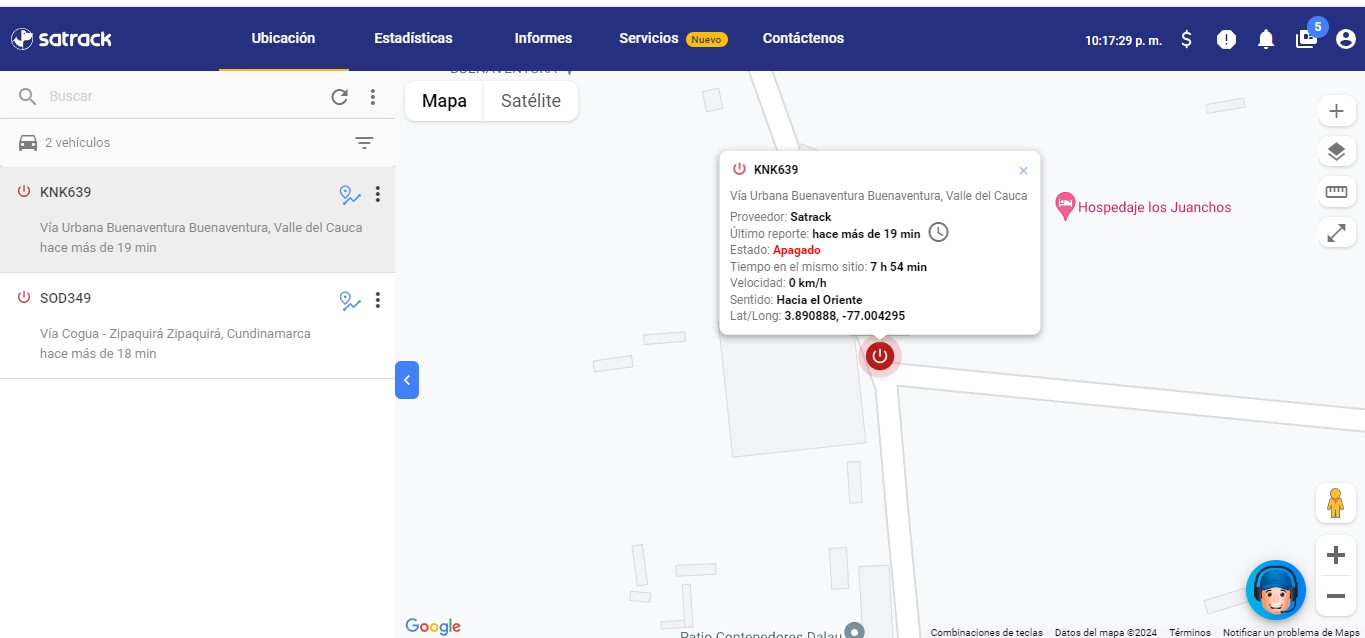 satrack
Ubicación
Estadísticas
Informes
Servicios Nuevo
Contáctenos
10:17:29 p. m.
5
Buscar
2 vehículos
KNK639
Vía Urbana Buenaventura Buenaventura, Valle del Cauca
hace más de 19 min
SOD349
Vía Cogua - Zipaquirá Zipaquirá, Cundinamarca
hace más de 18 min
BUENAVENTURA
Mapa
Satélite
KNK639
Vía Urbana Buenaventura Buenaventura, Valle del Cauca
Proveedor: Satrack
Último reporte: hace más de 19 min
Estado: Apagado
Tiempo en el mismo sitio: 7 h 54 min
Velocidad: 0 km/h
Sentido: Hacia el Oriente
Lat/Long: 3.890888, -77.004295
Hospedaje los Juanchos
Patio Contenedores Dalau
Google
Combinaciones de teclas
Datos del mapa ©2024
Términos
Notificar un problema de Maps